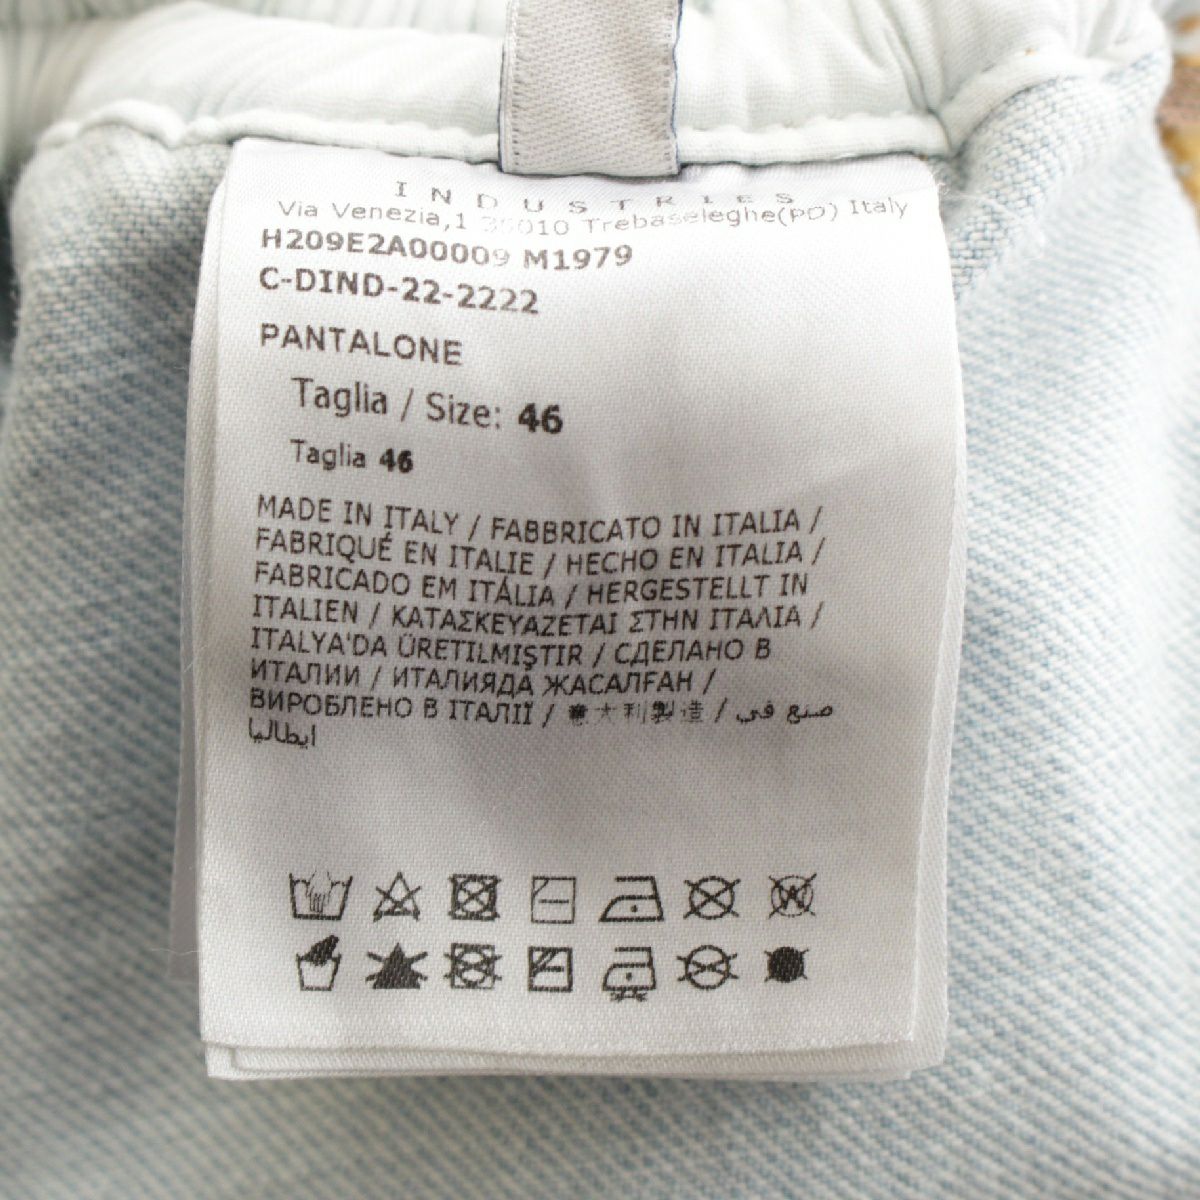 INDUSTRIES
Via Venezia,1 35010 Trebaseleghe(PD) Italy
H209E2A00009 M1979
C-DIND-22-2222
PANTALONE
Taglia / Size: 46
Taglia 46
MADE IN ITALY / FABBRICATO IN ITALIA /
FABRIQUÉ EN ITALIE / HECHO EN ITALIA /
FABRICADO EM ITÁLIA / HERGESTELLT IN
ITALIEN / ΚΑΤΑΣΚΕΥΑΖΕΤΑΙ ΣΤΗΝ ΙΤΑΛΙΑ /
ITALYA'DA ÜRETILMIŞTIR / СДЕЛАНО В
ИТАЛИИ / ИТАЛИЯДА ЖАСАЛҒАН /
ВИРОБЛЕНО В ІТАЛІЇ / 意大利製造 / صنع في
ايطاليا